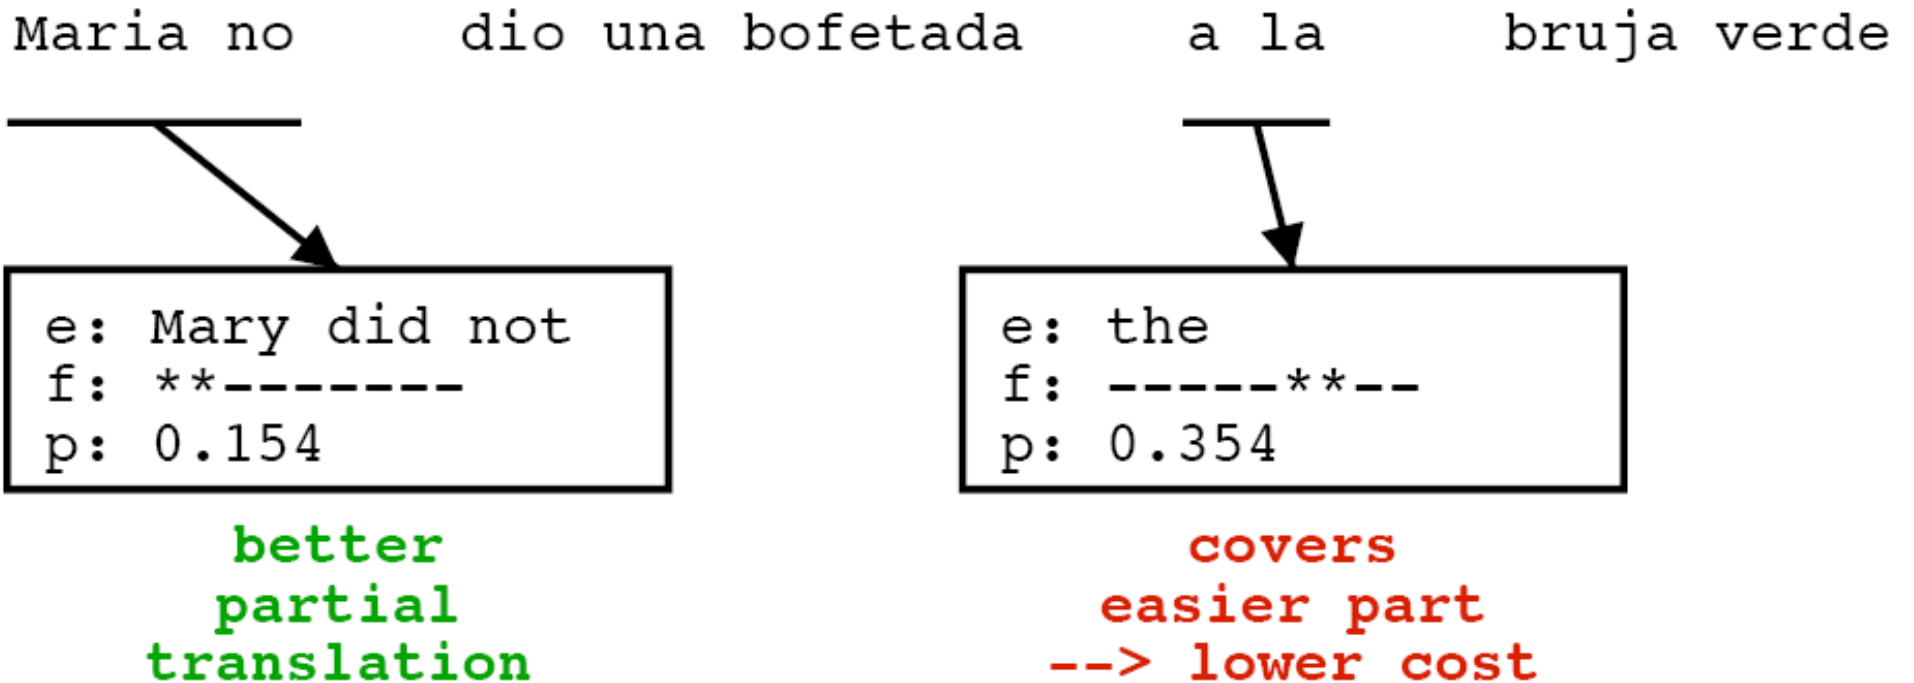 Maria no dio una bofetada a la bruja verde
e: Mary did not
f: **-------
p: 0.154
better
partial
translation
e: the
f: -----**--
p: 0.354
covers
easier part
--> lower cost